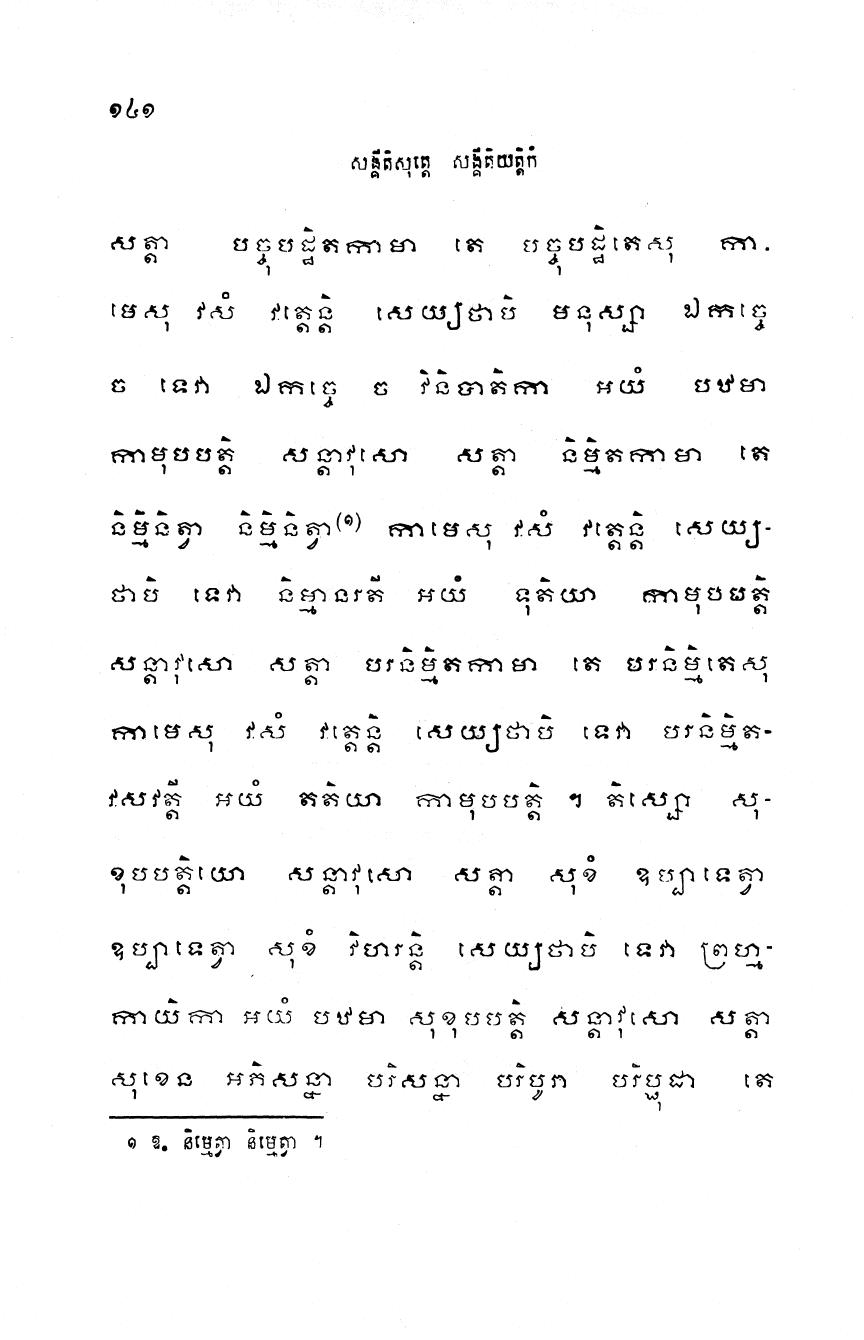 ១៤១
សង្គីតិសុត្តេ សង្គីតិយត្តិកំ
សត្តា បច្ចុបដ្ឋិតកាមា តេ បច្ចុបដ្ឋិតេសុ កា.
មេសុ វសំ វត្តេន្តិ សេយ្យថាបិ មនុស្សា ឯកច្ចេ
ច ទេវា ឯកច្ចេ ច វិនិបាតិកា អយំ បឋមា
កាមុបបត្តិ សន្តាវុសោ សត្តា និម្មិតកាមា តេ
និម្មិនិត្វា និម្មិនិត្វា(១) កាមេសុ វសំ វត្តេន្តិ សេយ្យ-
ថាបិ ទេវា និម្មានរតី អយំ ទុតិយា កាមុបបត្តិ
សន្តាវុសោ សត្តា បរនិម្មិតកាមា តេ បរនិម្មិតេសុ
កាមេសុ វសំ វត្តេន្តិ សេយ្យថាបិ ទេវា បរនិម្មិត-
វសវត្តី អយំ តតិយា កាមុបបត្តិ ។ តិស្សោ សុ-
ខុបបត្តិយោ សន្តាវុសោ សត្តា សុខំ ឧប្បាទេត្វា
ឧប្បាទេត្វា សុខំ វិហរន្តិ សេយ្យថាបិ ទេវា ព្រហ្ម-
កាយិកា អយំ បឋមា សុខុបបត្តិ សន្តាវុសោ សត្តា
សុខេន អភិសន្នា បរិសន្នា បរិបូរា បរិប្ផុដា តេ
១ ឱ. និម្មេត្វា និម្មេត្វា ។